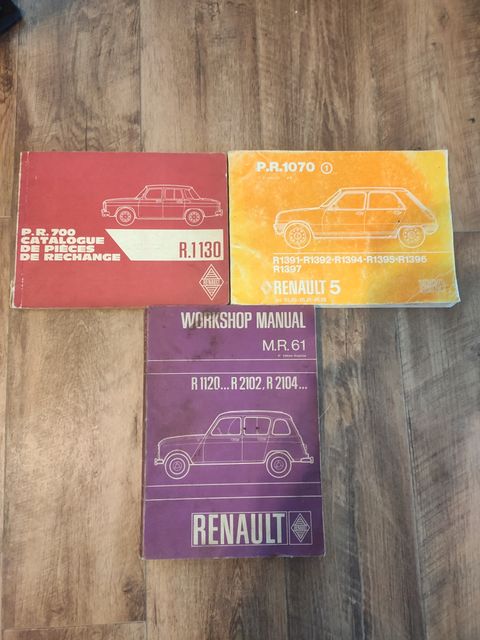 P.R. 700
CATALOGUE
DE PIÈCES
DE RECHANGE
R.1130
RENAULT
P.R.1070 1
R1391-R1392-R1394-R1395-R1396
R1397
RENAULT 5
WORKSHOP MANUAL
M.R. 61
R 1120... R 2102, R 2104...
RENAULT
RENAULT